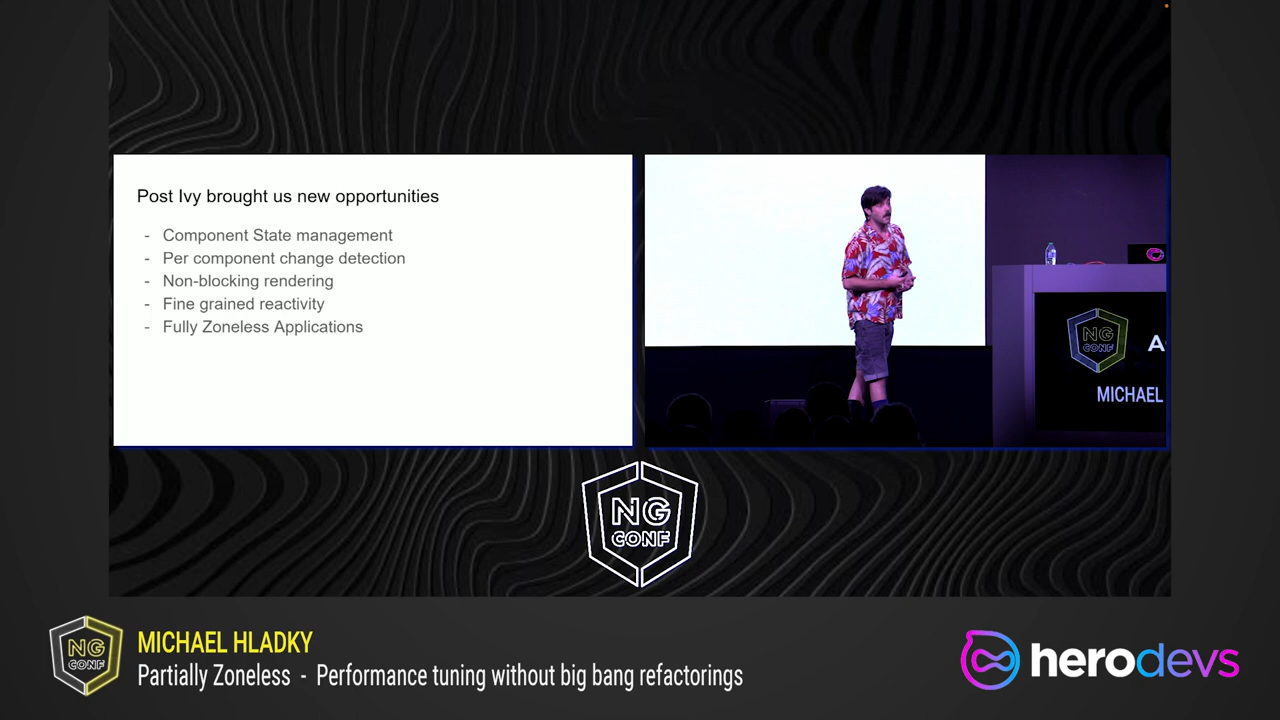 Post Ivy brought us new opportunities
- Component State management
- Per component change detection
- Non-blocking rendering
- Fine grained reactivity
- Fully Zoneless Applications
NG
CONF
A
MICHAEL
NG
CONF
NG
CONF
MICHAEL HLADKY
Partially Zoneless - Performance tuning without big bang refactorings
herodevs